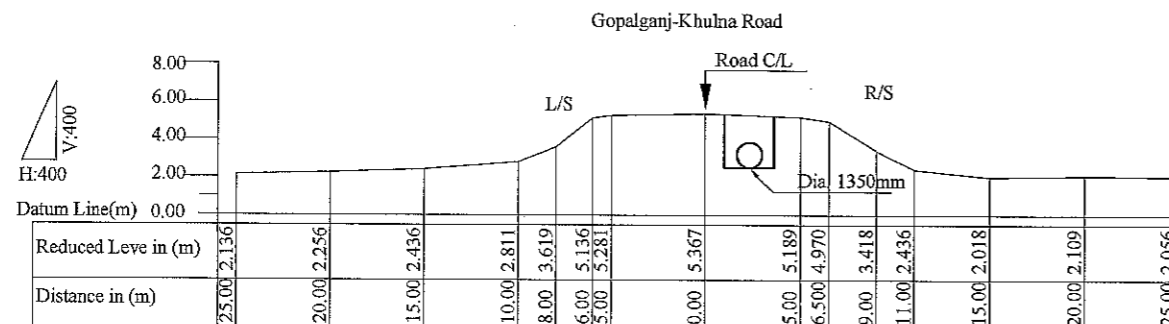 Gopalganj-Khulna Road
8.00
Road C/L
6.00
L/S
R/S
V:400
4.00
2.00
H:400
Dia, 1350mm
Datum Line(m) 0.00
Reduced Leve in (m) 2.136 2.256 2.436 2.811 3.619 5.136 5.281 5.367 5.189 4.970 3.418 2.436 2.018 2.109 2.056
Distance in (m) 25.00 20.00 15.00 10.00 8.00 6.00 5.00 0.00 5.00 6.500 9.00 11.00 15.00 20.00 25.00